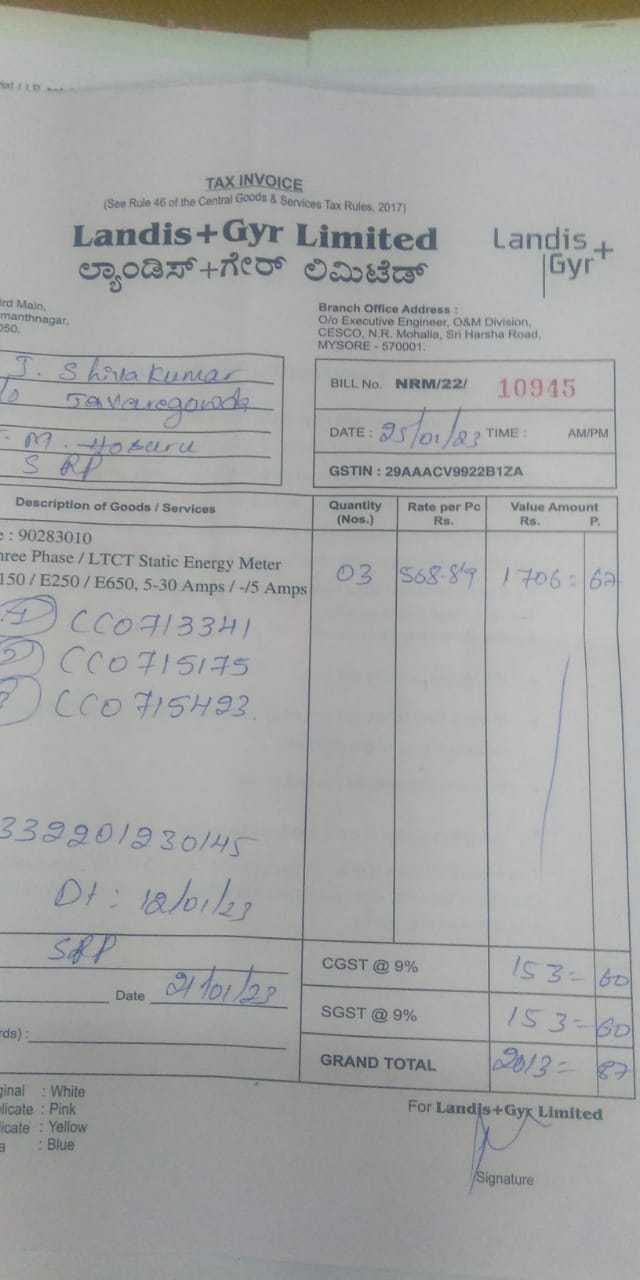 TAX INVOICE
(See Rule 46 of the Central Goods & Services Tax Rules, 2017)
Landis+Gyr Limited
ಲ್ಯಾಂಡಿಸ್+ಗೇರ್ ಲಿಮಿಟೆಡ್
Landis+
Gyr
rd Main,
manthnagar,
050.
Branch Office Address :
O/o Executive Engineer, O&M Division,
CESCO, N.R. Mohalla, Sri Harsha Road,
MYSORE - 570001.
J. Shivakumar
Javaregowda
M. Hosuru
S RP
BILL No. NRM/22/ 10945
DATE : 25/01/23 TIME : AM/PM
GSTIN : 29AAACV9922B1ZA
Description of Goods / Services Quantity (Nos.) Rate per Pc Rs. Value Amount Rs. P.
: 90283010
hree Phase / LTCT Static Energy Meter
150 / E250 / E650, 5-30 Amps / -/5 Amps 03 568.89 1706= 67
1 CC0713341
2 CC0715175
3 CC0715493.
332201230145
Dt : 12/01/23
SRP
Date 21/01/23
rds) :
CGST @ 9% 153= 60
SGST @ 9% 153= 60
GRAND TOTAL 2013= 87
ginal : White
licate : Pink
icate : Yellow
a : Blue
For Landis+Gyr Limited
Signature